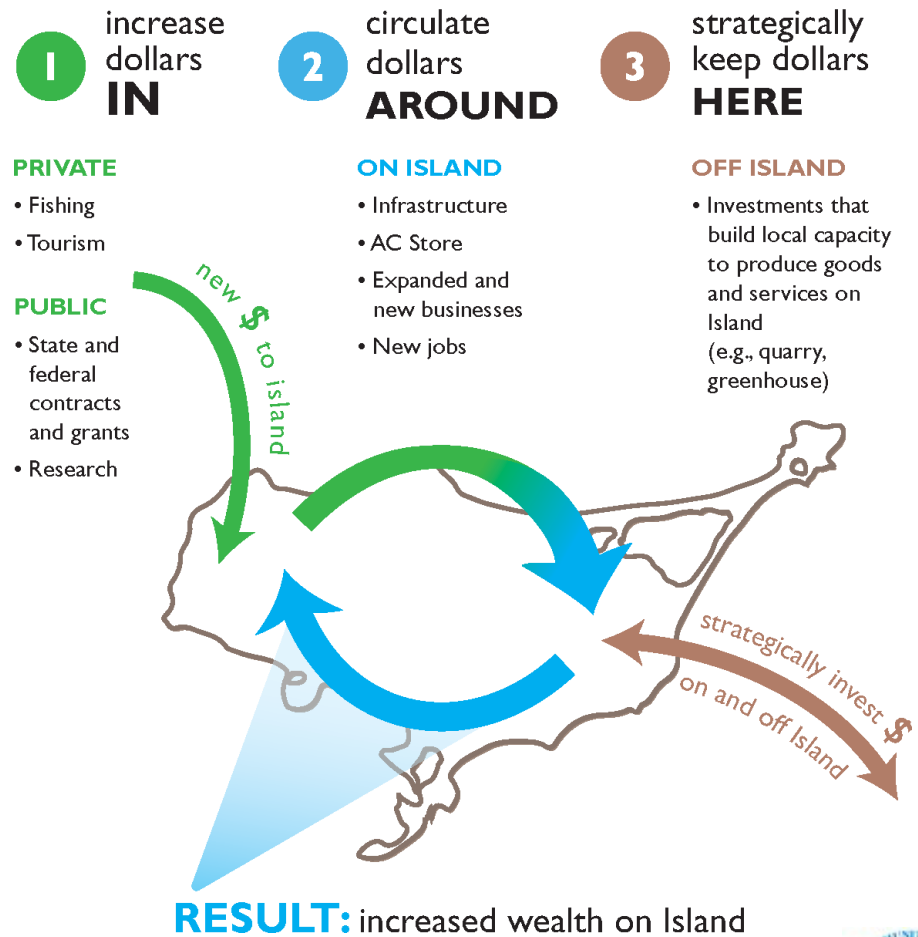 1
increase
dollars
IN
2
circulate
dollars
AROUND
3
strategically
keep dollars
HERE
PRIVATE
• Fishing
• Tourism
PUBLIC
• State and
federal
contracts
and grants
• Research
new $ to island
ON ISLAND
• Infrastructure
• AC Store
• Expanded and
new businesses
• New jobs
OFF ISLAND
• Investments that
build local capacity
to produce goods
and services on
Island
(e.g., quarry,
greenhouse)
strategically invest $
on and off Island
RESULT: increased wealth on Island